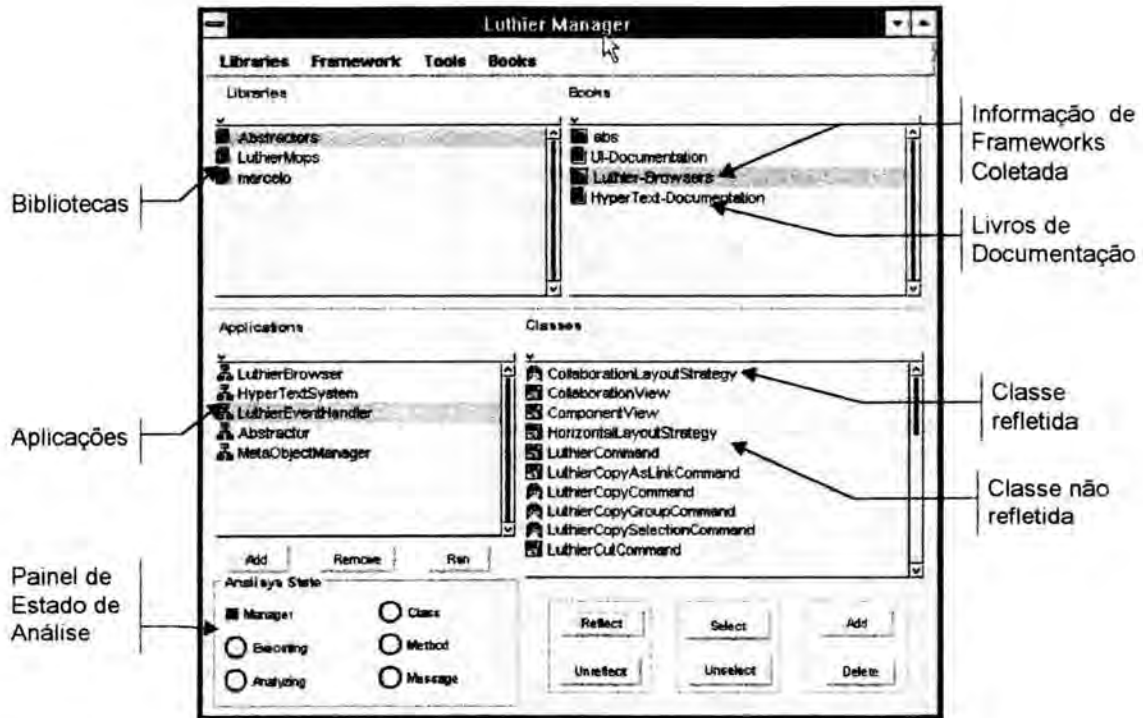 Luthier Manager
Libraries Framework Tools Books
Libraries
Books
Abstractors
LuthierMops
marcelo
abs
UI-Documentation
Luthier-Browsers
HyperText-Documentation
Bibliotecas
Informação de
Frameworks
Coletada
Livros de
Documentação
Applications
Classes
LuthierBrowser
HyperTextSystem
LuthierEventHandler
Abstractor
MetaObjectManager
CollaborationLayoutStrategy
CollaborationView
ComponentView
HorizontalLayoutStrategy
LuthierCommand
LuthierCopyAsLinkCommand
LuthierCopyCommand
LuthierCopyGroupCommand
LuthierCopySelectionCommand
LuthierCutCommand
Aplicações
Classe
refletida
Classe não
refletida
Add Remove Run
Painel de
Estado de
Análise
Analisys State
Manager
Class
Executing
Method
Analyzing
Message
Reflect
Select
Add
Unreflect
Unselect
Delete